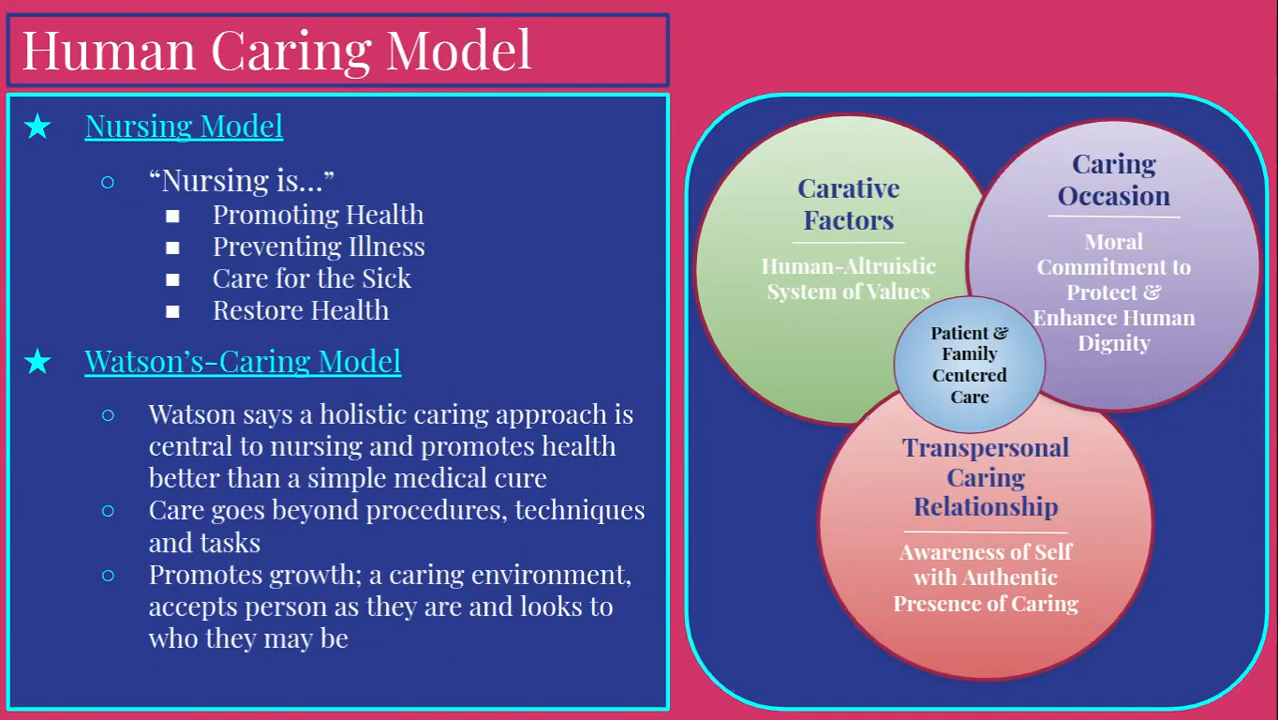 Human Caring Model
★ Nursing Model
○ “Nursing is...”
■ Promoting Health
■ Preventing Illness
■ Care for the Sick
■ Restore Health
★ Watson’s-Caring Model
○ Watson says a holistic caring approach is
central to nursing and promotes health
better than a simple medical cure
○ Care goes beyond procedures, techniques
and tasks
○ Promotes growth; a caring environment,
accepts person as they are and looks to
who they may be
Carative
Factors
Human-Altruistic
System of Values
Caring
Occasion
Moral
Commitment to
Protect &
Enhance Human
Dignity
Patient &
Family
Centered
Care
Transpersonal
Caring
Relationship
Awareness of Self
with Authentic
Presence of Caring